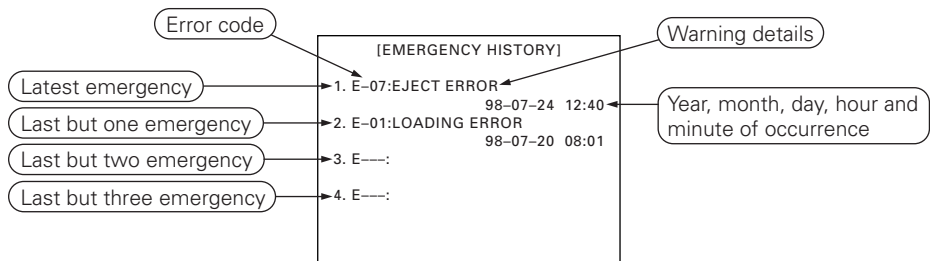 Error code
Warning details
[EMERGENCY HISTORY]
Latest emergency
1. E–07:EJECT ERROR
98–07–24 12:40
Year, month, day, hour and
minute of occurrence
Last but one emergency
2. E–01:LOADING ERROR
98–07–20 08:01
Last but two emergency
3. E–––:
Last but three emergency
4. E–––: